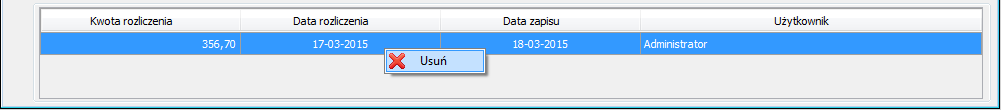 Kwota rozliczenia Data rozliczenia Data zapisu Użytkownik
356,70 17-03-2015 18-03-2015 Administrator
Usuń